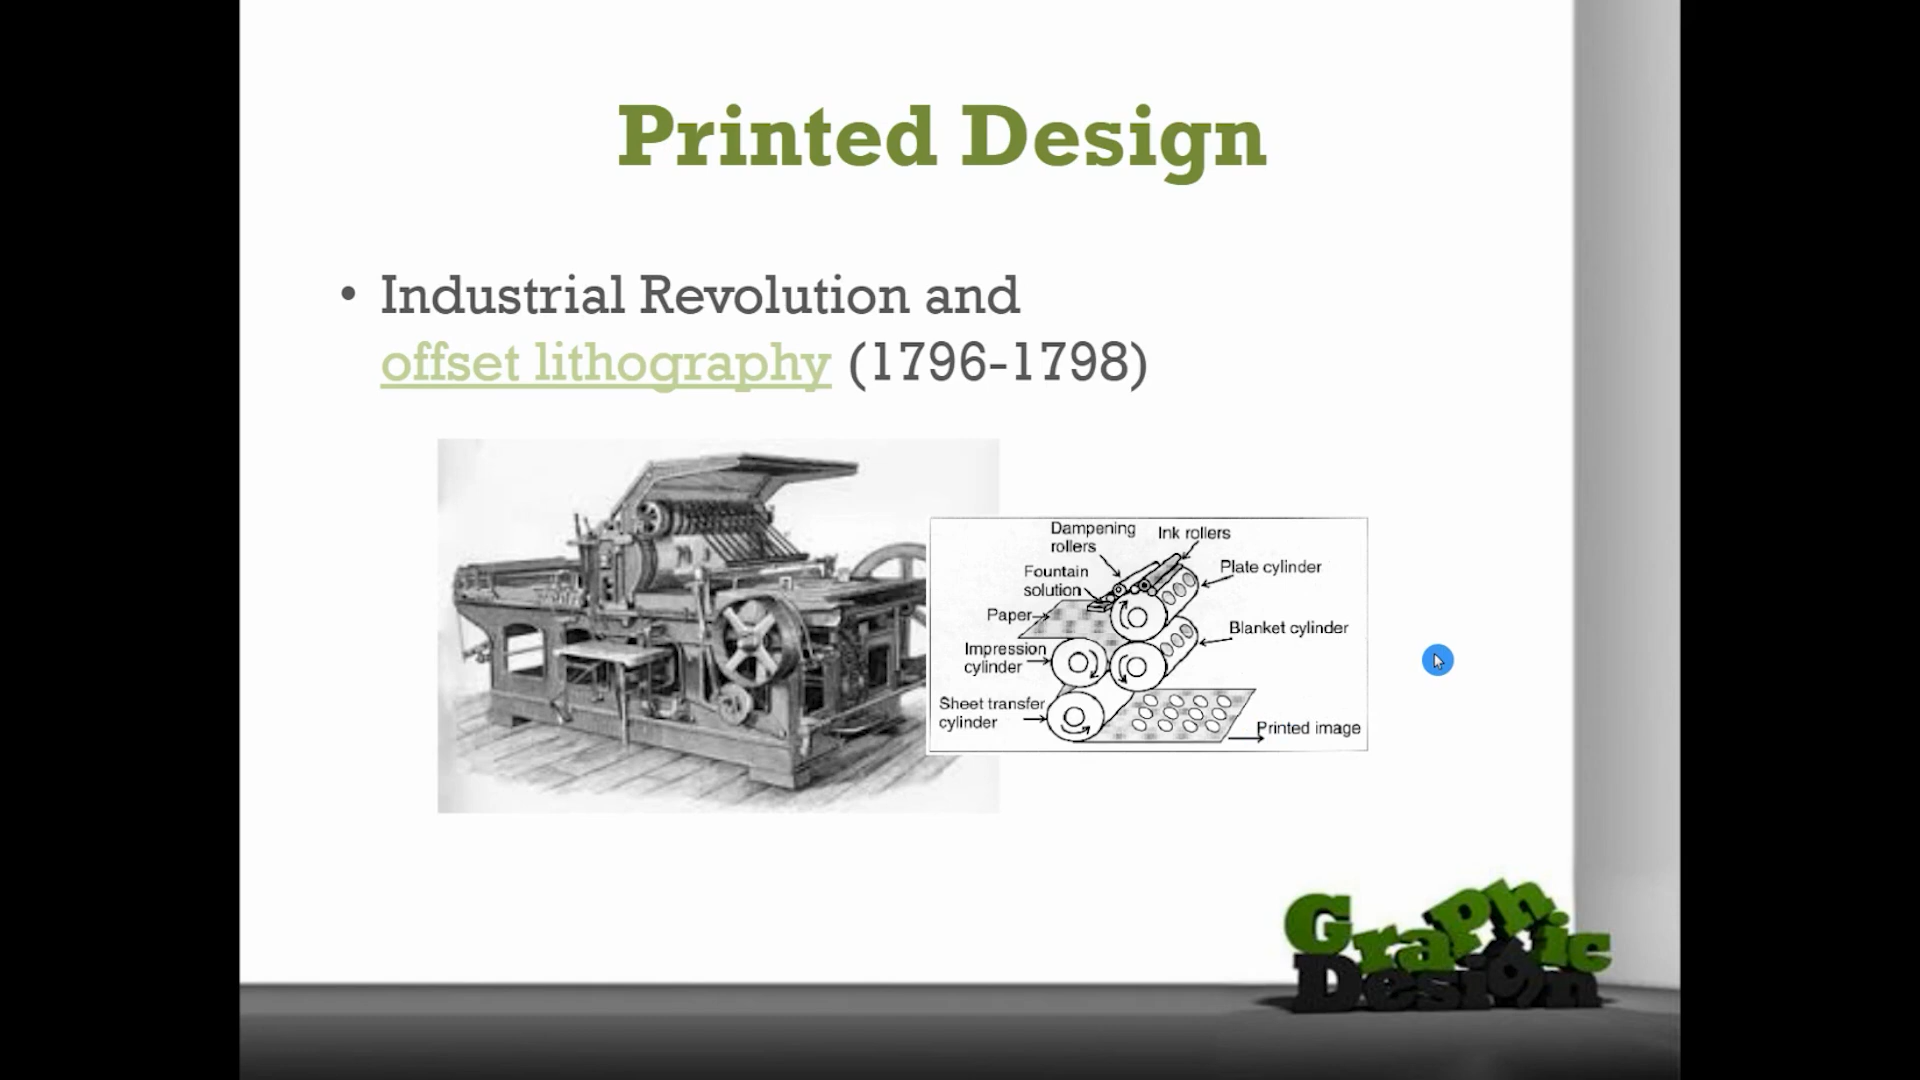 Printed Design
• Industrial Revolution and
offset lithography (1796-1798)
Dampening
rollers
Ink rollers
Plate cylinder
Fountain
solution
Paper
Blanket cylinder
Impression
cylinder
Sheet transfer
cylinder
Printed image
Graphic
Design